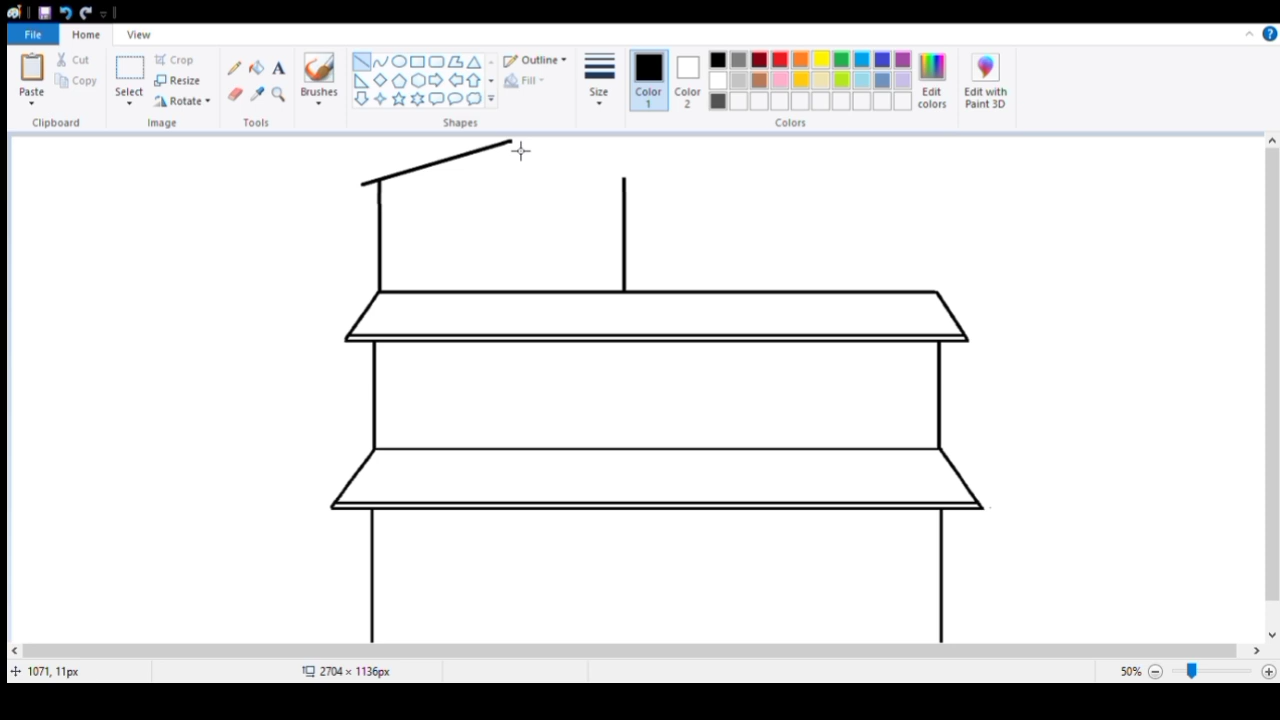 File Home View
Paste Cut Copy Clipboard
Select Crop Resize Rotate Image
Tools
Brushes
Outline Fill Shapes
Size
Color 1
Color 2
Edit colors
Colors
Edit with Paint 3D
1071, 11px 2704 × 1136px 50%